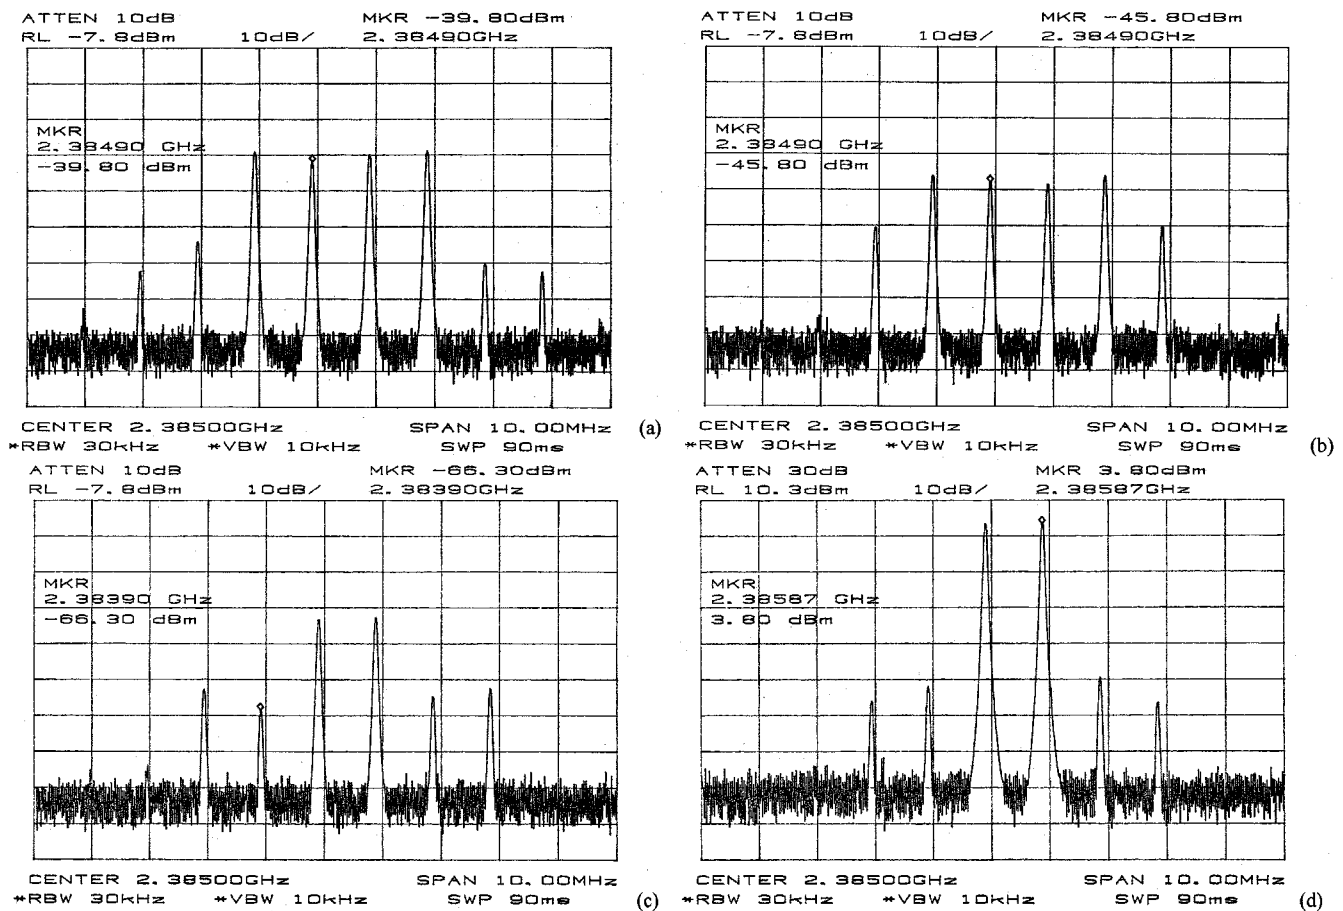 ATTEN 10dB MKR -39.80dBm
RL -7.8dBm 10dB/ 2.38490GHz
MKR
2.38490 GHz
-39.80 dBm
CENTER 2.38500GHz SPAN 10.00MHz
*RBW 30kHz *VBW 10kHz SWP 90ms
(a)
ATTEN 10dB MKR -45.80dBm
RL -7.8dBm 10dB/ 2.38490GHz
MKR
2.38490 GHz
-45.80 dBm
CENTER 2.38500GHz SPAN 10.00MHz
*RBW 30kHz *VBW 10kHz SWP 90ms
(b)
ATTEN 10dB MKR -66.30dBm
RL -7.8dBm 10dB/ 2.38390GHz
MKR
2.38390 GHz
-66.30 dBm
CENTER 2.38500GHz SPAN 10.00MHz
*RBW 30kHz *VBW 10kHz SWP 90ms
(c)
ATTEN 30dB MKR 3.80dBm
RL 10.3dBm 10dB/ 2.38587GHz
MKR
2.38587 GHz
3.80 dBm
CENTER 2.38500GHz SPAN 10.00MHz
*RBW 30kHz *VBW 10kHz SWP 90ms
(d)